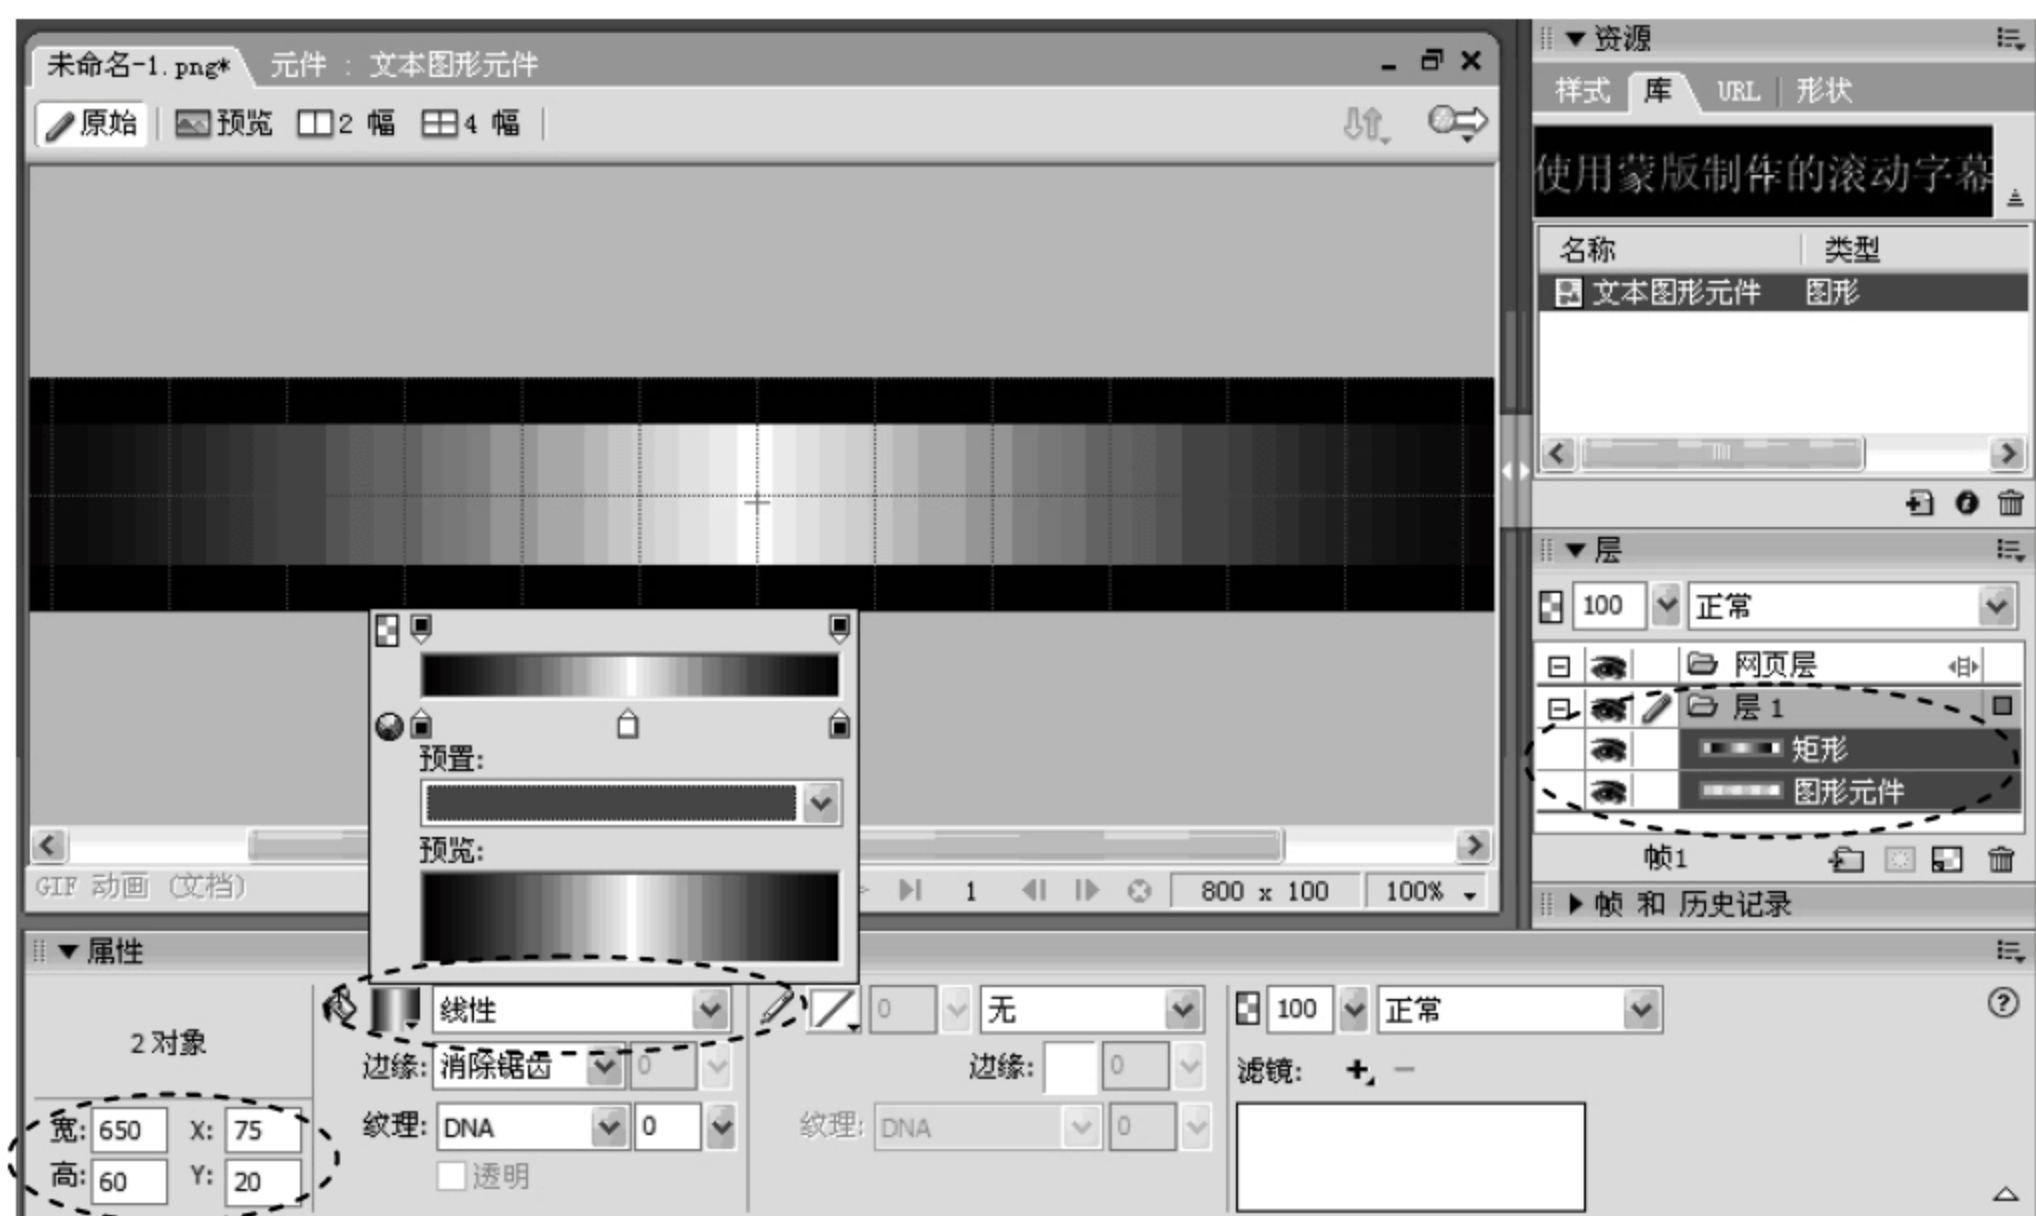 未命名-1.png* 元件 : 文本图形元件
原始 预览 2 幅 4 幅
GIF 动画 (文档) 1 800 x 100 100%
预置:
预览:
资源
样式 库 URL 形状
使用蒙版制作的滚动字幕
名称 类型
文本图形元件 图形
层
100 正常
网页层
层 1
矩形
图形元件
帧1
帧 和 历史记录
属性
2 对象
宽: 650 X: 75
高: 60 Y: 20
线性
边缘: 消除锯齿 0
纹理: DNA 0
透明
0 无
边缘: 0
纹理: DNA 0
100 正常
滤镜: